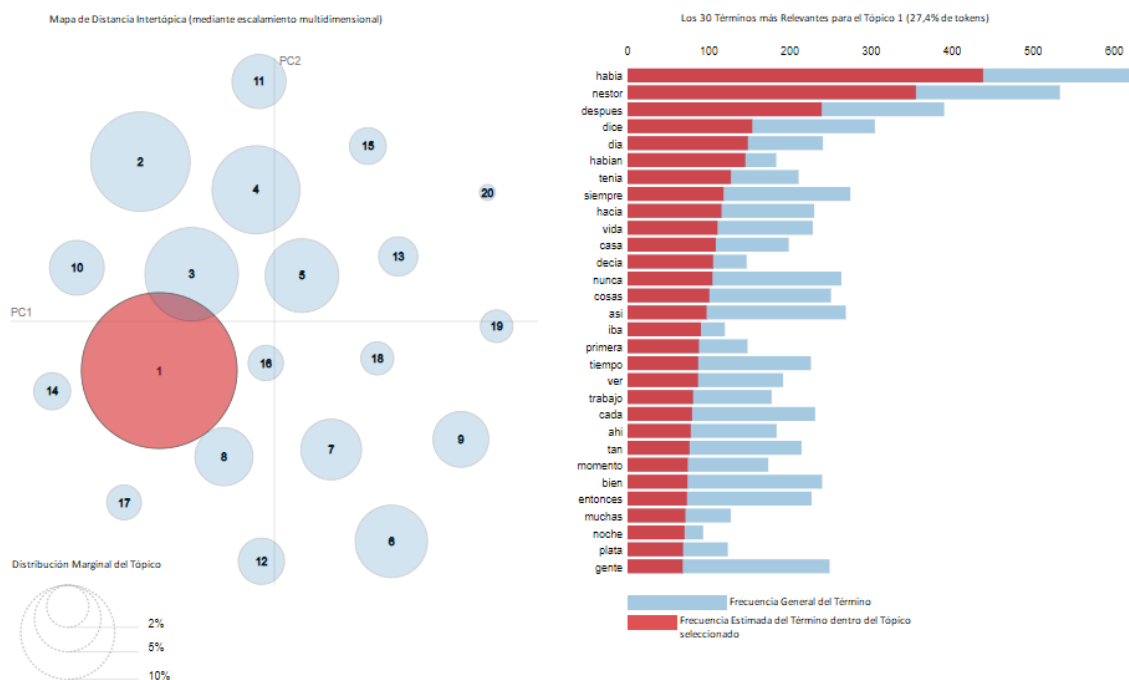 Mapa de Distancia Intertópica (mediante escalamiento multidimensional)
PC2
PC1
11
15
2
4
20
13
10
3
5
19
16
18
1
14
9
7
8
17
6
12
Distribución Marginal del Tópico
2%
5%
10%
Los 30 Términos más Relevantes para el Tópico 1 (27,4% de tokens)
0 100 200 300 400 500 600
habia
nestor
despues
dice
dia
habian
tenia
siempre
hacia
vida
casa
decia
nunca
cosas
asi
iba
primera
tiempo
ver
trabajo
cada
ahi
tan
momento
bien
entonces
muchas
noche
plata
gente
Frecuencia General del Término
Frecuencia Estimada del Término dentro del Tópico
seleccionado